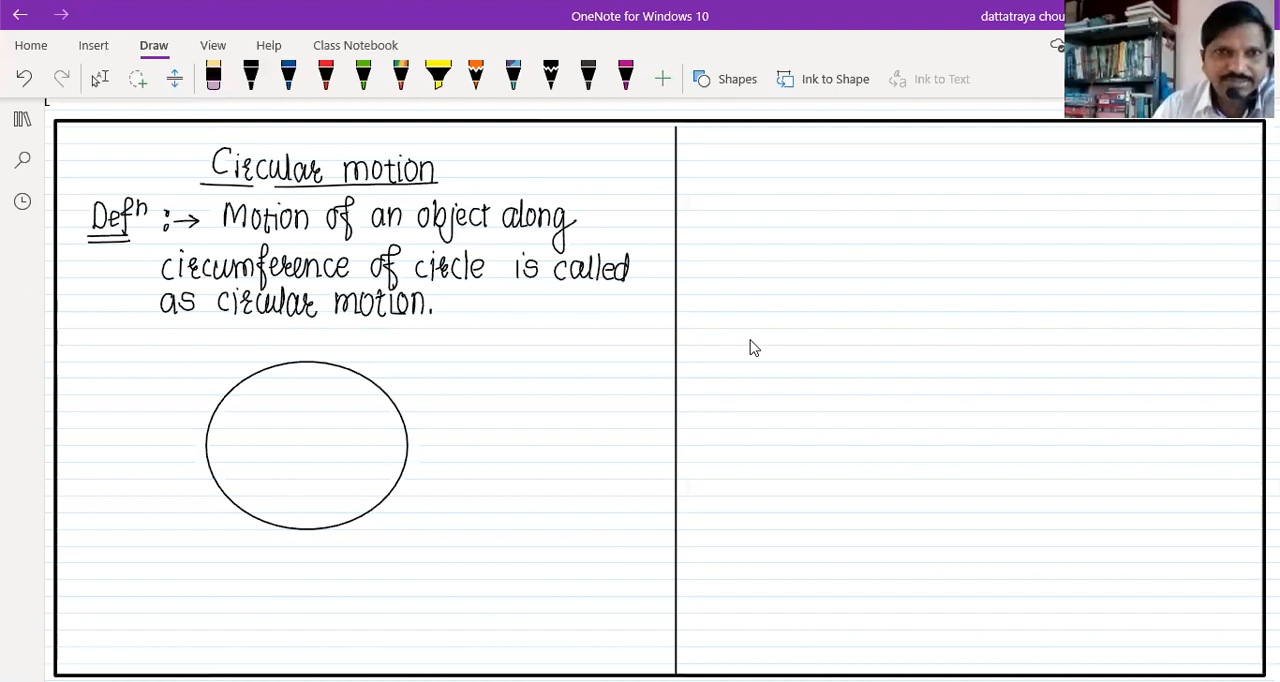 OneNote for Windows 10
dattatraya chou
Home Insert Draw View Help Class Notebook
Shapes Ink to Shape Ink to Text
Circular motion
Defn :→ Motion of an object along
circumference of circle is called
as circular motion.